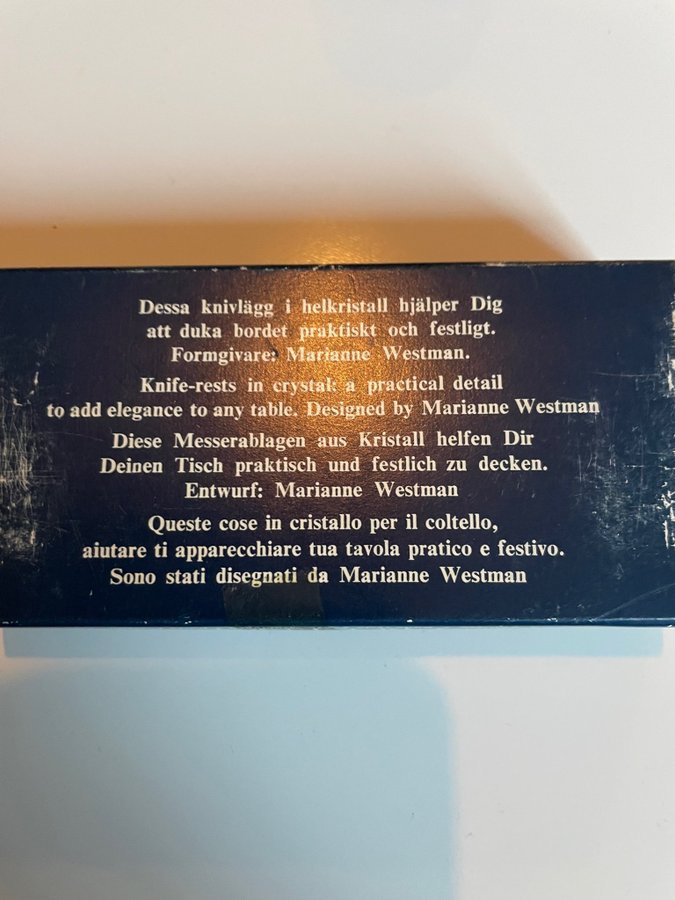 Dessa knivlägg i helkristall hjälper Dig
att duka bordet praktiskt och festligt.
Formgivare: Marianne Westman.
Knife-rests in crystal: a practical detail
to add elegance to any table. Designed by Marianne Westman
Diese Messerablagen aus Kristall helfen Dir
Deinen Tisch praktisch und festlich zu decken.
Entwurf: Marianne Westman
Queste cose in cristallo per il coltello,
aiutare ti apparecchiare tua tavola pratico e festivo.
Sono stati disegnati da Marianne Westman